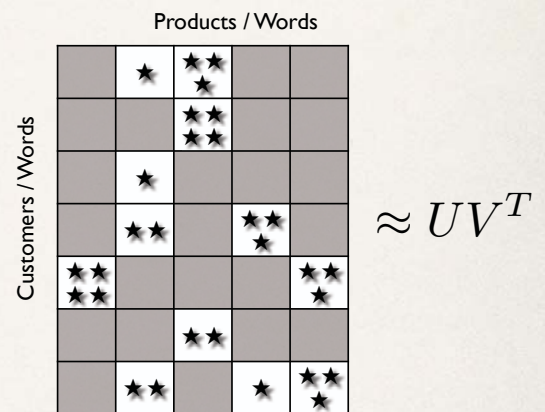 Products / Words
Customers / Words
≈ UV^T